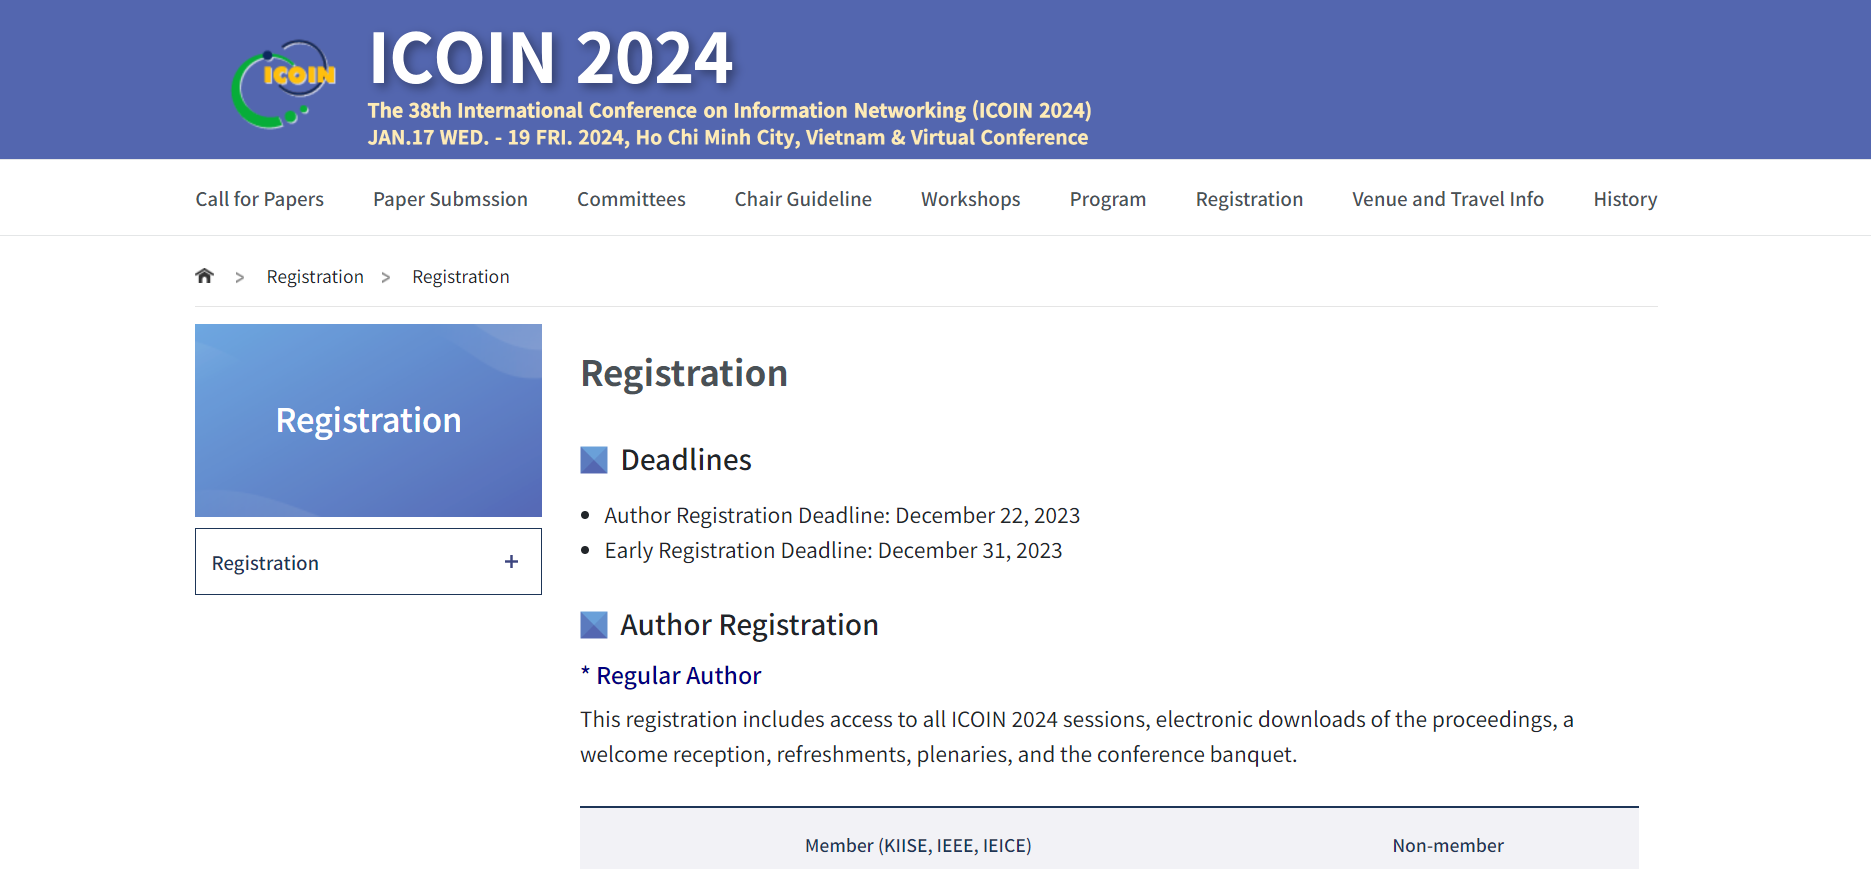 ICOIN
ICOIN 2024
The 38th International Conference on Information Networking (ICOIN 2024)
JAN.17 WED. - 19 FRI. 2024, Ho Chi Minh City, Vietnam & Virtual Conference
Call for Papers Paper Submssion Committees Chair Guideline Workshops Program Registration Venue and Travel Info History
> Registration > Registration
Registration
Registration +
Registration
Deadlines
• Author Registration Deadline: December 22, 2023
• Early Registration Deadline: December 31, 2023
Author Registration
* Regular Author
This registration includes access to all ICOIN 2024 sessions, electronic downloads of the proceedings, a
welcome reception, refreshments, plenaries, and the conference banquet.
Member (KIISE, IEEE, IEICE) Non-member